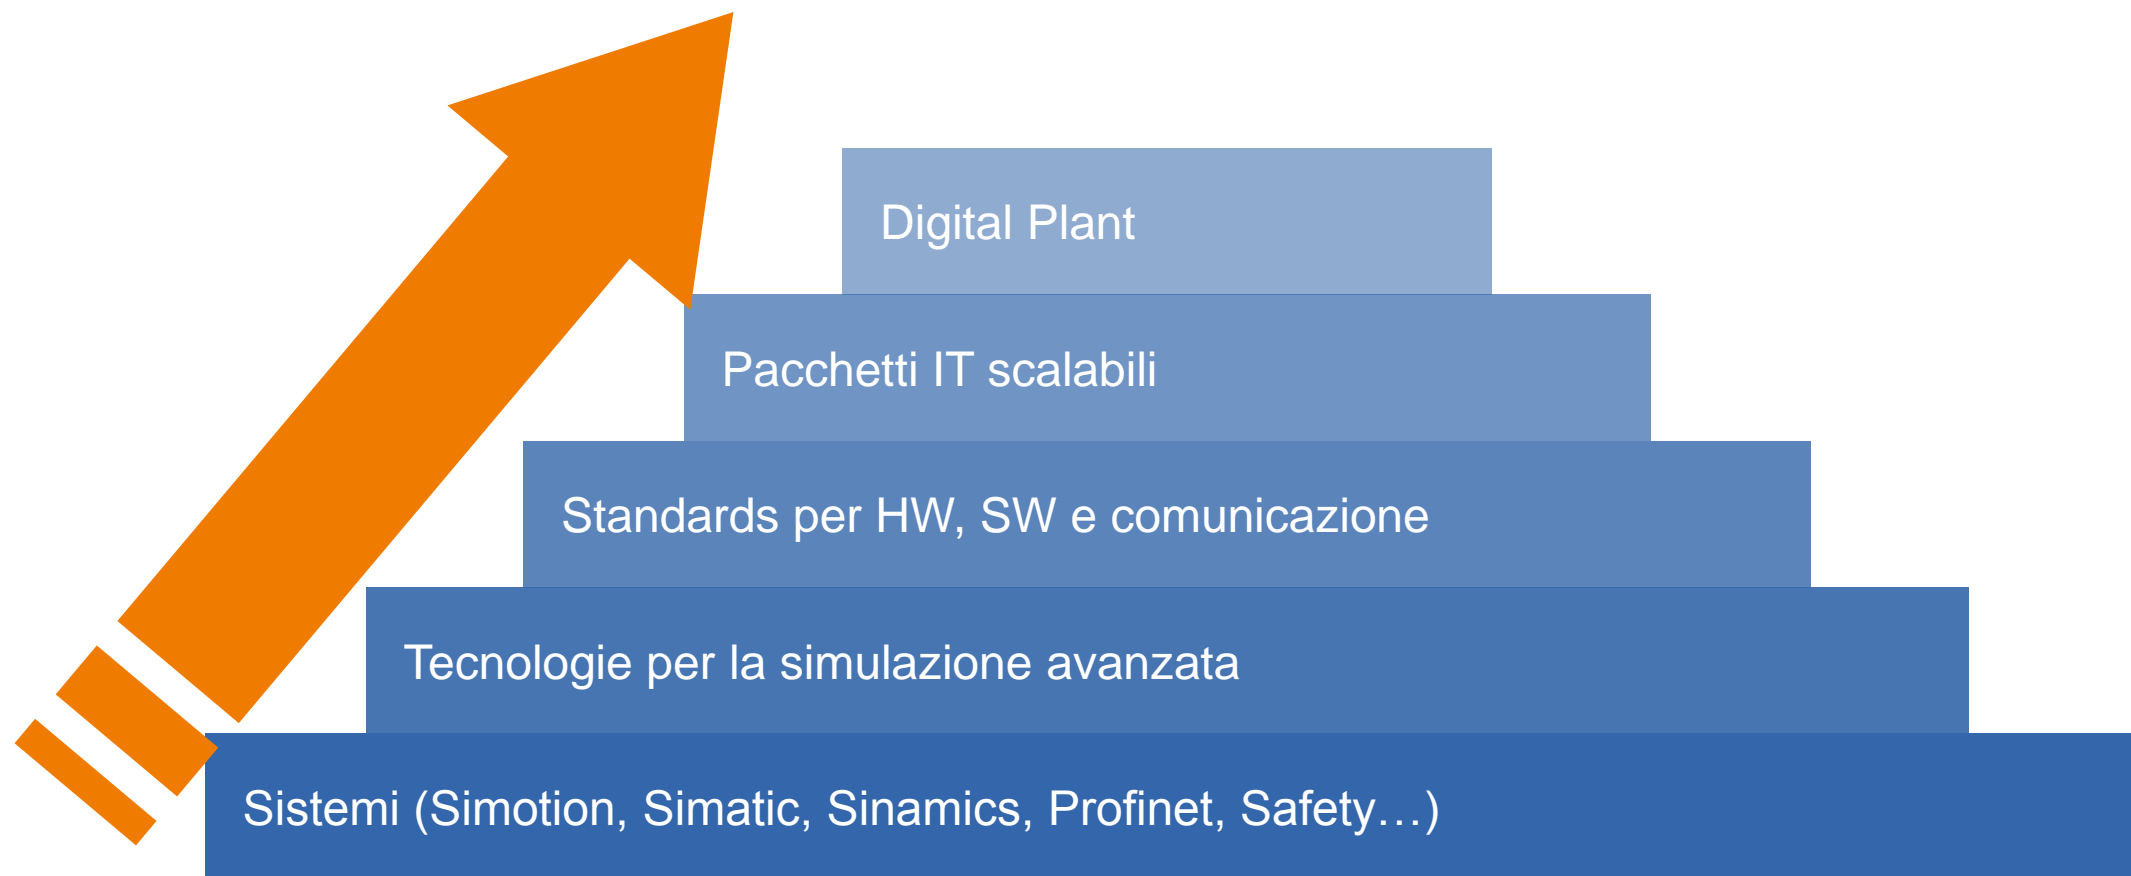 Digital Plant
Pacchetti IT scalabili
Standards per HW, SW e comunicazione
Tecnologie per la simulazione avanzata
Sistemi (Simotion, Simatic, Sinamics, Profinet, Safety…)